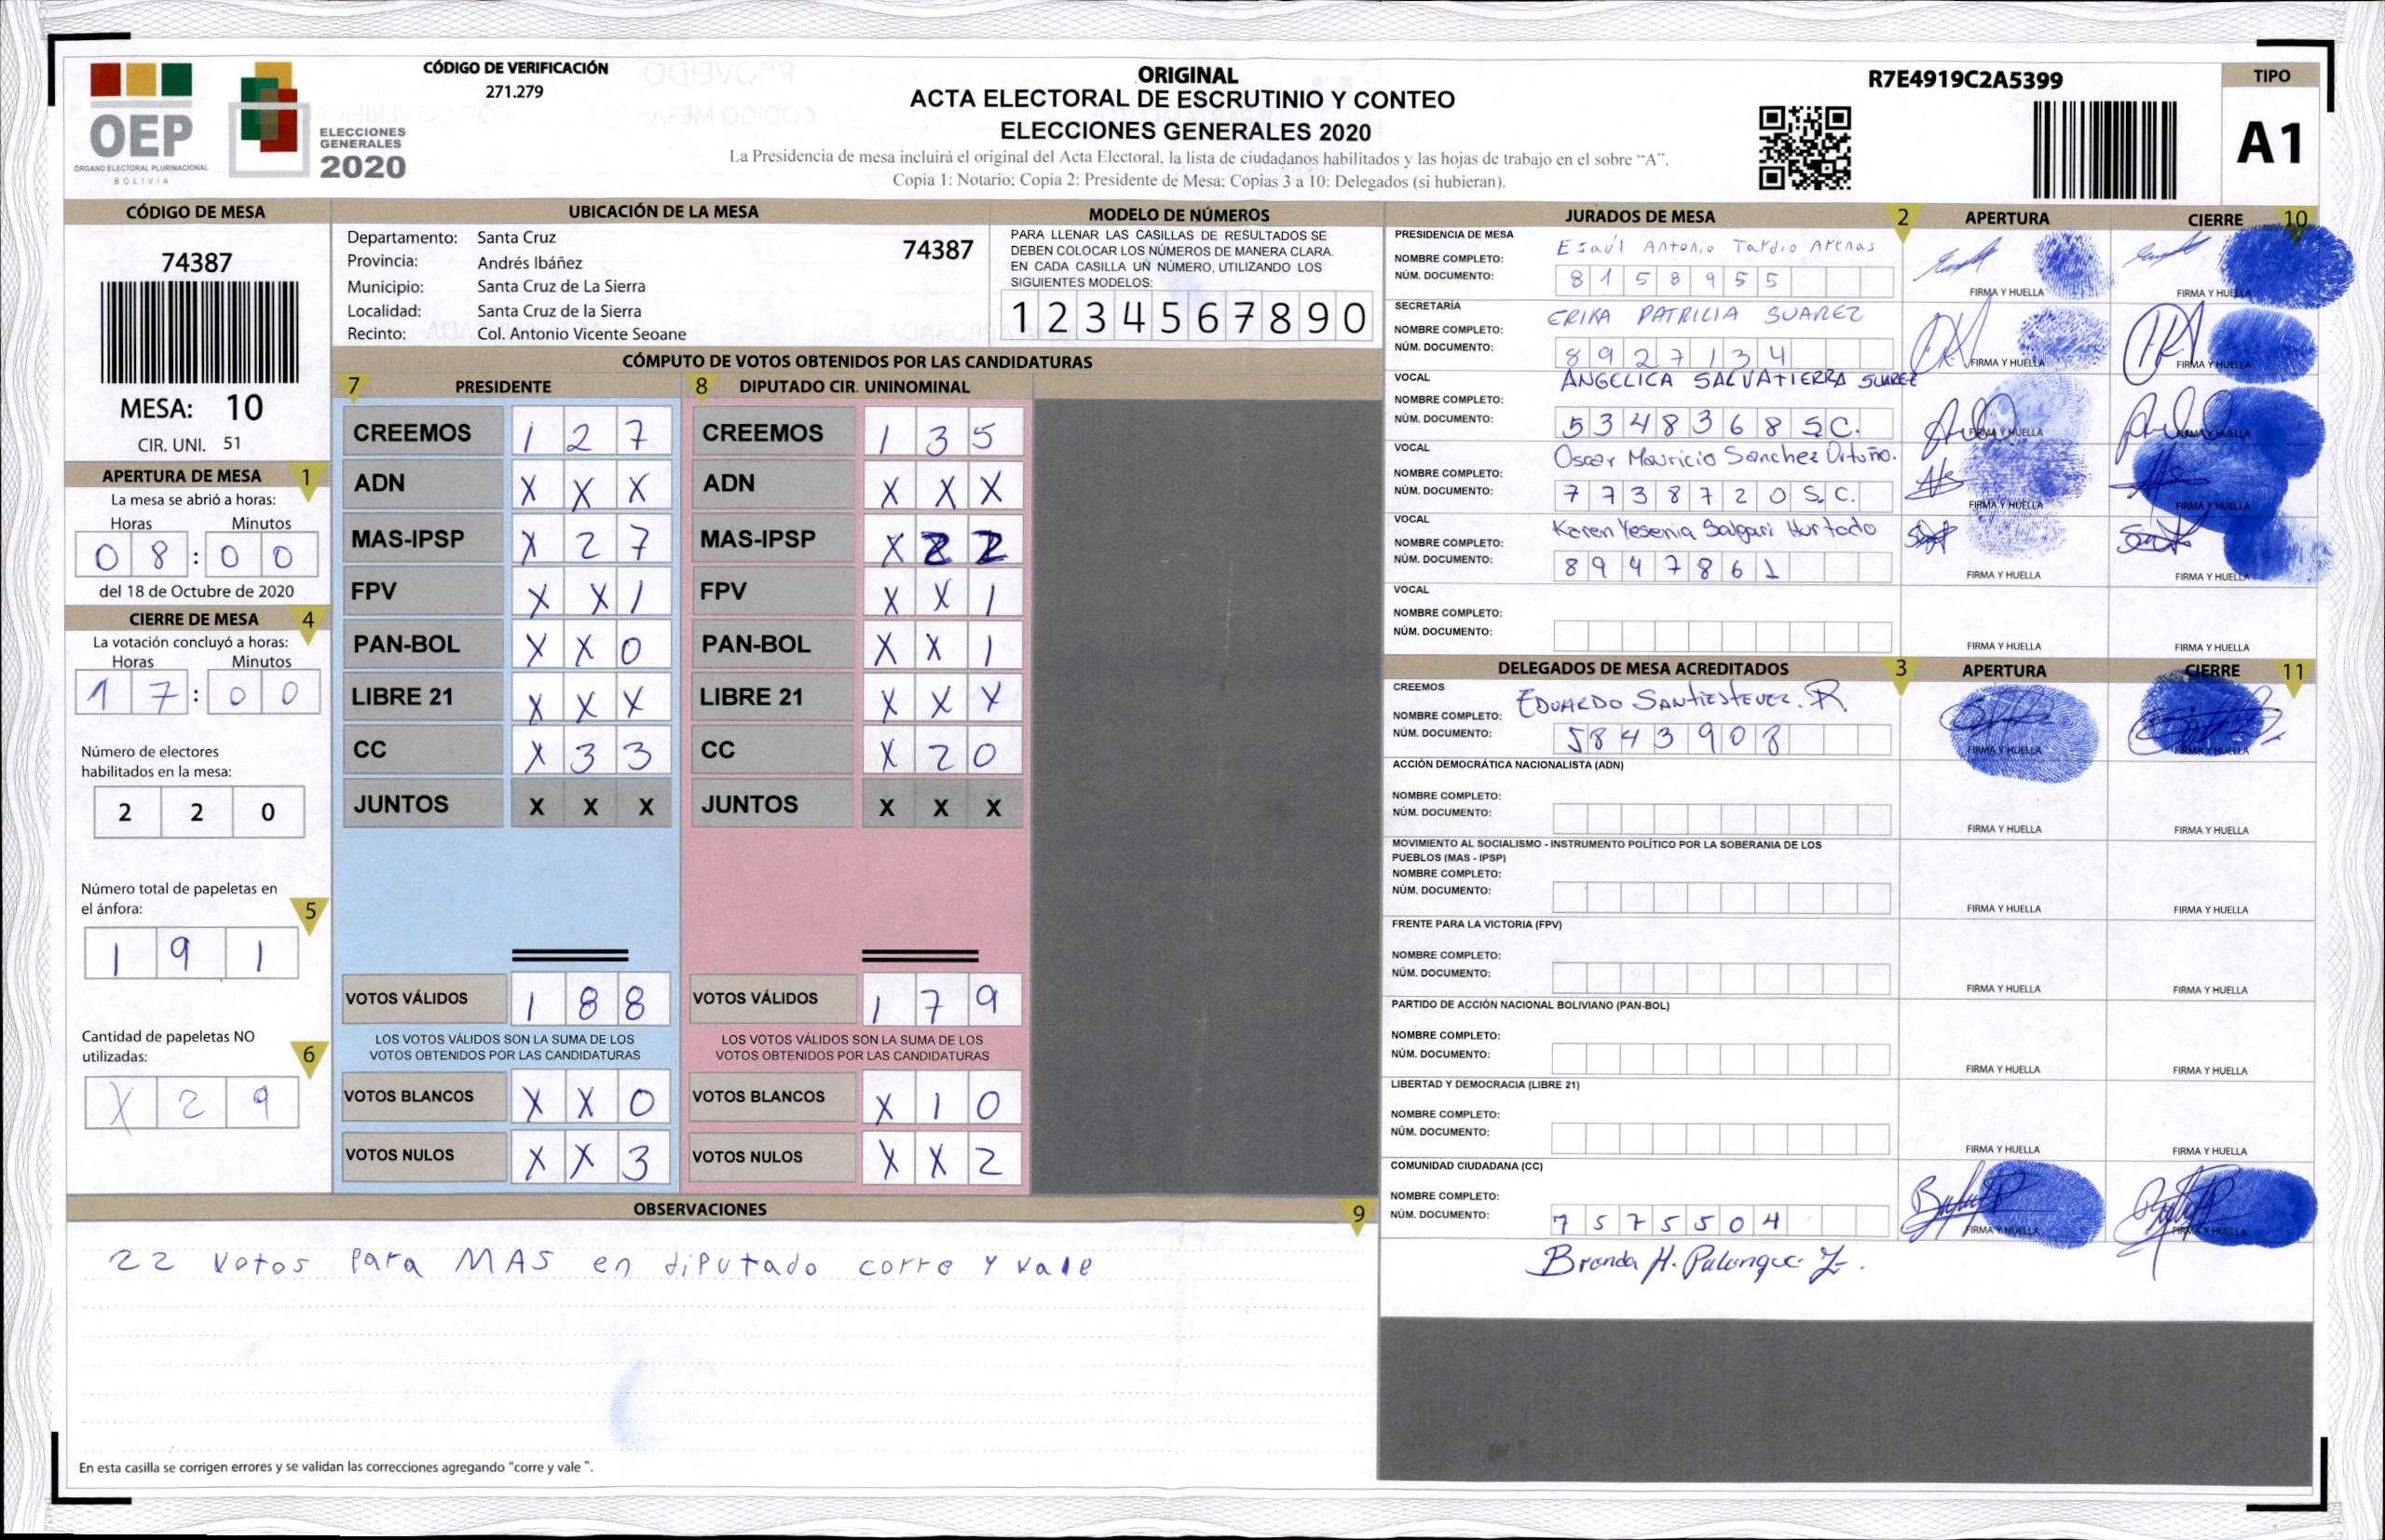 OEP
ÓRGANO ELECTORAL PLURINACIONAL
BOLIVIA
ELECCIONES
GENERALES
2020
CÓDIGO DE VERIFICACIÓN
271.279
ORIGINAL
ACTA ELECTORAL DE ESCRUTINIO Y CONTEO
ELECCIONES GENERALES 2020
La Presidencia de mesa incluirá el original del Acta Electoral, la lista de ciudadanos habilitados y las hojas de trabajo en el sobre "A".
Copia 1: Notario; Copia 2: Presidente de Mesa; Copias 3 a 10: Delegados (si hubieran).
R7E4919C2A5399
TIPO
A1
CÓDIGO DE MESA
74387
MESA: 10
CIR. UNI. 51
APERTURA DE MESA 1
La mesa se abrió a horas:
Horas Minutos
0 8 : 0 0
del 18 de Octubre de 2020
CIERRE DE MESA 4
La votación concluyó a horas:
Horas Minutos
1 7 : 0 0
Número de electores
habilitados en la mesa:
2 2 0
Número total de papeletas en
el ánfora: 5
1 9 1
Cantidad de papeletas NO
utilizadas: 6
X 2 9
UBICACIÓN DE LA MESA
Departamento: Santa Cruz 74387
Provincia: Andrés Ibáñez
Municipio: Santa Cruz de La Sierra
Localidad: Santa Cruz de la Sierra
Recinto: Col. Antonio Vicente Seoane
MODELO DE NÚMEROS
PARA LLENAR LAS CASILLAS DE RESULTADOS SE
DEBEN COLOCAR LOS NÚMEROS DE MANERA CLARA.
EN CADA CASILLA UN NÚMERO, UTILIZANDO LOS
SIGUIENTES MODELOS:
1 2 3 4 5 6 7 8 9 0
CÓMPUTO DE VOTOS OBTENIDOS POR LAS CANDIDATURAS
7 PRESIDENTE 8 DIPUTADO CIR. UNINOMINAL
CREEMOS 1 2 7 CREEMOS 1 3 5
ADN X X X ADN X X X
MAS-IPSP X 2 7 MAS-IPSP X 2 2
FPV X X 1 FPV X X 1
PAN-BOL X X 0 PAN-BOL X X 1
LIBRE 21 X X X LIBRE 21 X X X
CC X 3 3 CC X 2 0
JUNTOS X X X JUNTOS X X X
VOTOS VÁLIDOS 1 8 8 VOTOS VÁLIDOS 1 7 9
LOS VOTOS VÁLIDOS SON LA SUMA DE LOS LOS VOTOS VÁLIDOS SON LA SUMA DE LOS
VOTOS OBTENIDOS POR LAS CANDIDATURAS VOTOS OBTENIDOS POR LAS CANDIDATURAS
VOTOS BLANCOS X X 0 VOTOS BLANCOS X 1 0
VOTOS NULOS X X 3 VOTOS NULOS X X 2
OBSERVACIONES 9
22 votos para MAS en diputado corre y vale
En esta casilla se corrigen errores y se validan las correcciones agregando "corre y vale ".
JURADOS DE MESA 2 APERTURA CIERRE 10
PRESIDENCIA DE MESA
NOMBRE COMPLETO: Esaúl Antonio Tardio Arenas
NÚM. DOCUMENTO: 8 1 5 8 9 5 5
FIRMA Y HUELLA FIRMA Y HUELLA
SECRETARÍA
NOMBRE COMPLETO: ERIKA PATRICIA SUAREZ
NÚM. DOCUMENTO: 8 9 2 7 1 3 4
FIRMA Y HUELLA FIRMA Y HUELLA
VOCAL
NOMBRE COMPLETO: ANGELICA SALVATIERRA SUAREZ
NÚM. DOCUMENTO: 5 3 4 8 3 6 8 S.C.
FIRMA Y HUELLA FIRMA Y HUELLA
VOCAL
NOMBRE COMPLETO: Oscar Mauricio Sanchez Ortuño.
NÚM. DOCUMENTO: 7 7 3 8 7 2 0 S.C.
FIRMA Y HUELLA FIRMA Y HUELLA
VOCAL
NOMBRE COMPLETO: Karen Yesenia Salgari Hurtado
NÚM. DOCUMENTO: 8 9 4 7 8 6 1
FIRMA Y HUELLA FIRMA Y HUELLA
VOCAL
NOMBRE COMPLETO:
NÚM. DOCUMENTO:
FIRMA Y HUELLA FIRMA Y HUELLA
DELEGADOS DE MESA ACREDITADOS 3 APERTURA CIERRE 11
CREEMOS
NOMBRE COMPLETO: EDUARDO SANTIESTEVEZ. R.
NÚM. DOCUMENTO: 5 8 4 3 9 0 8
FIRMA Y HUELLA FIRMA Y HUELLA
ACCIÓN DEMOCRÁTICA NACIONALISTA (ADN)
NOMBRE COMPLETO:
NÚM. DOCUMENTO:
FIRMA Y HUELLA FIRMA Y HUELLA
MOVIMIENTO AL SOCIALISMO - INSTRUMENTO POLÍTICO POR LA SOBERANIA DE LOS
PUEBLOS (MAS - IPSP)
NOMBRE COMPLETO:
NÚM. DOCUMENTO:
FIRMA Y HUELLA FIRMA Y HUELLA
FRENTE PARA LA VICTORIA (FPV)
NOMBRE COMPLETO:
NÚM. DOCUMENTO:
FIRMA Y HUELLA FIRMA Y HUELLA
PARTIDO DE ACCIÓN NACIONAL BOLIVIANO (PAN-BOL)
NOMBRE COMPLETO:
NÚM. DOCUMENTO:
FIRMA Y HUELLA FIRMA Y HUELLA
LIBERTAD Y DEMOCRACIA (LIBRE 21)
NOMBRE COMPLETO:
NÚM. DOCUMENTO:
FIRMA Y HUELLA FIRMA Y HUELLA
COMUNIDAD CIUDADANA (CC)
NOMBRE COMPLETO:
NÚM. DOCUMENTO: 7 5 7 5 5 0 4
FIRMA Y HUELLA FIRMA Y HUELLA
Brenda H.